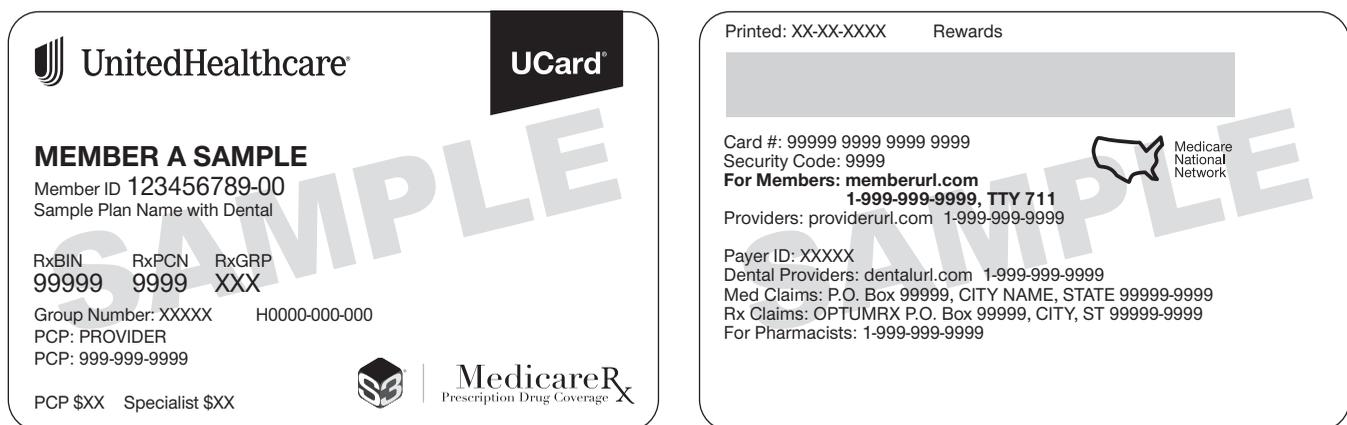 UnitedHealthcare®
UCard®
SAMPLE
MEMBER A SAMPLE
Member ID 123456789-00
Sample Plan Name with Dental
RxBIN RxPCN RxGRP
99999 9999 XXX
Group Number: XXXXX H0000-000-000
PCP: PROVIDER
PCP: 999-999-9999
PCP $XX Specialist $XX
S3®
MedicareRx
Prescription Drug Coverage
Printed: XX-XX-XXXX Rewards
SAMPLE
Card #: 99999 9999 9999 9999
Security Code: 9999
For Members: memberurl.com
1-999-999-9999, TTY 711
Providers: providerurl.com 1-999-999-9999
Medicare
National
Network
Payer ID: XXXXX
Dental Providers: dentalurl.com 1-999-999-9999
Med Claims: P.O. Box 99999, CITY NAME, STATE 99999-9999
Rx Claims: OPTUMRX P.O. Box 99999, CITY, ST 99999-9999
For Pharmacists: 1-999-999-9999